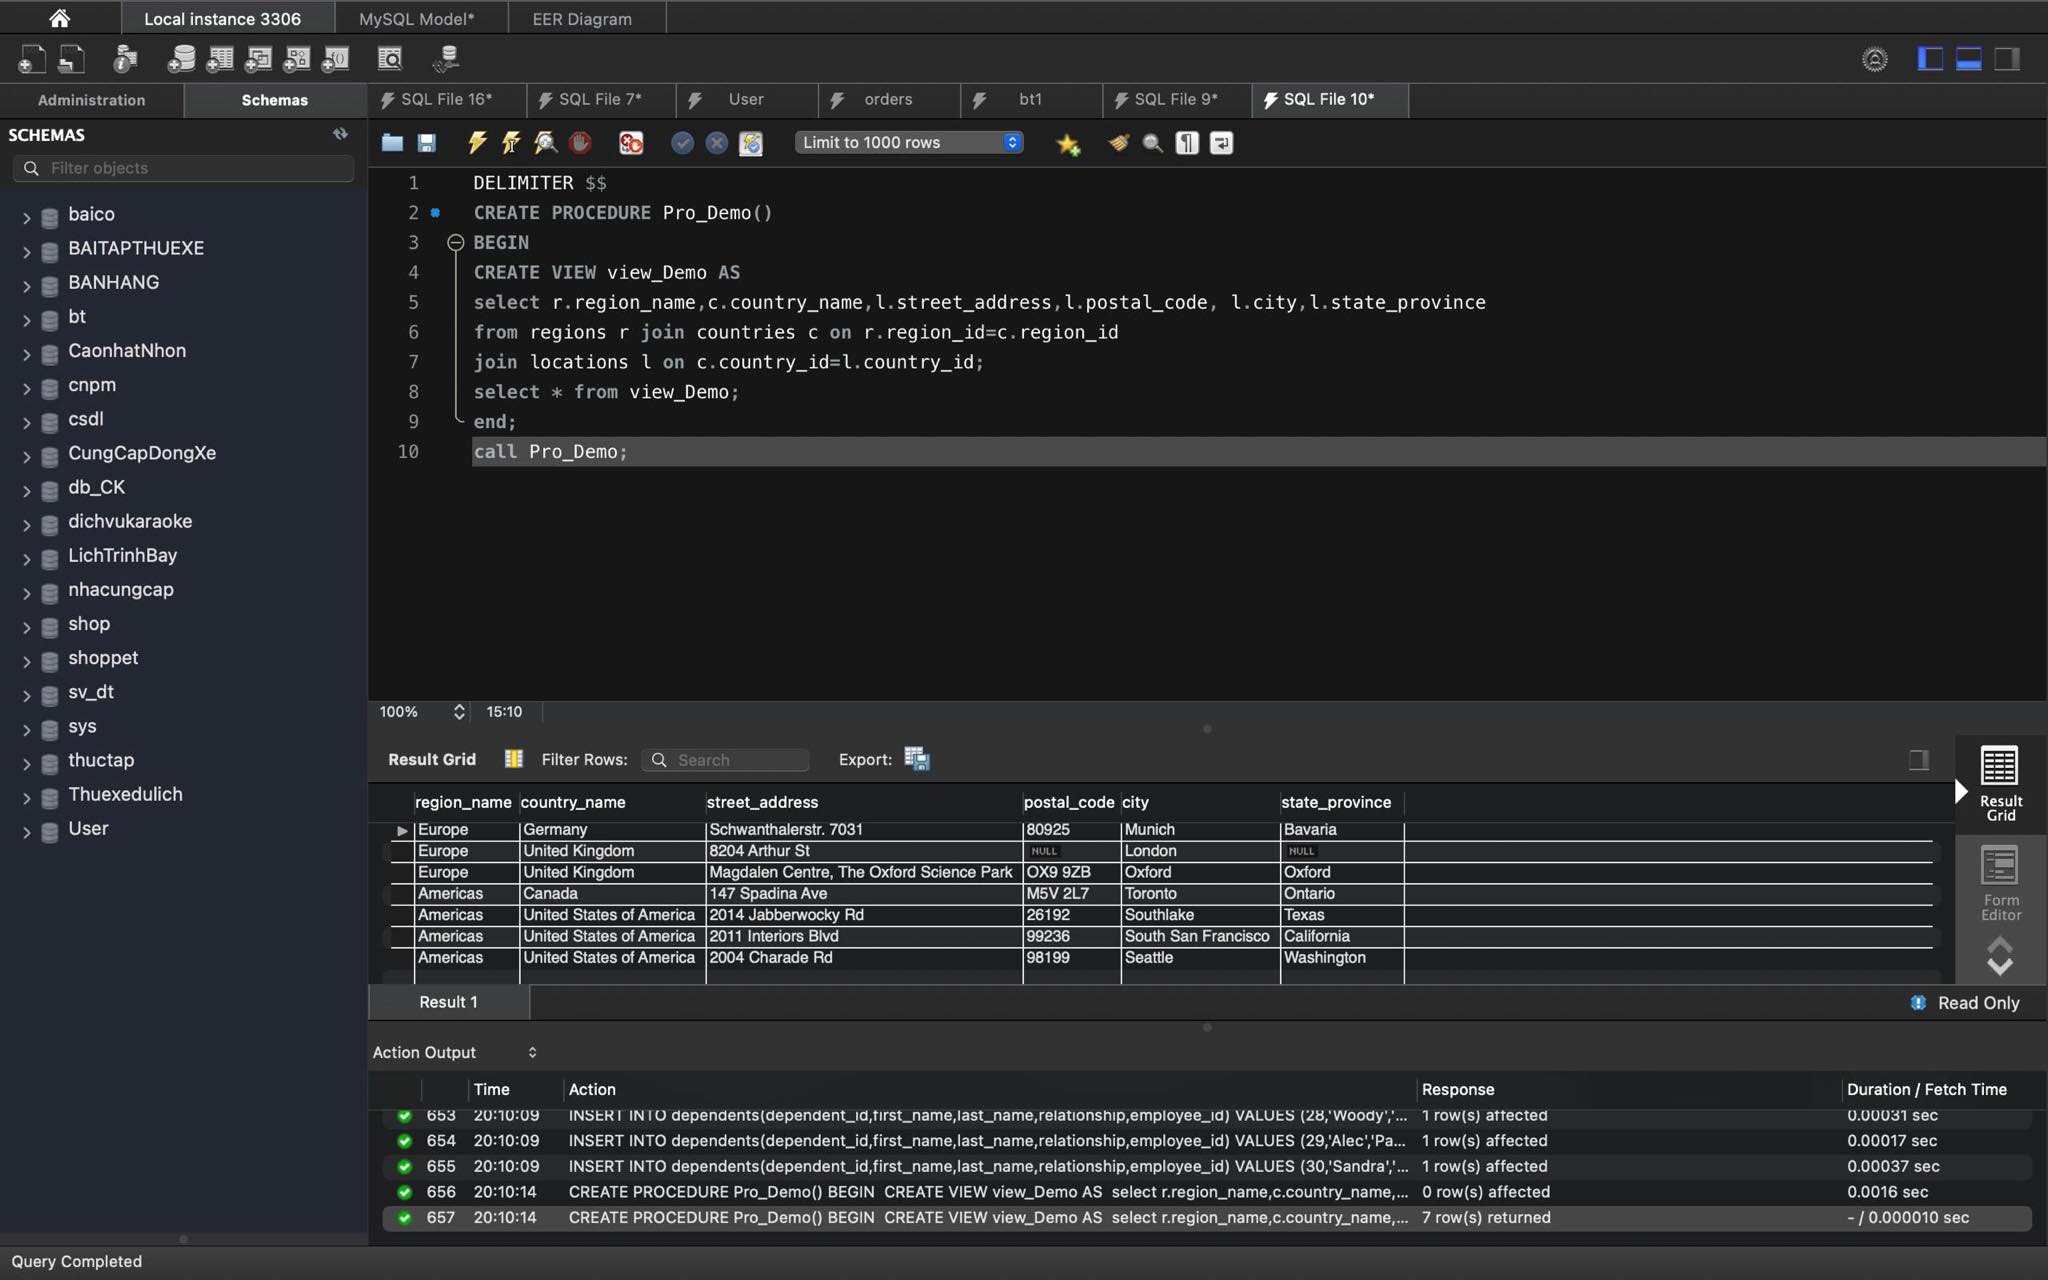 Local instance 3306 MySQL Model* EER Diagram
Administration Schemas SQL File 16* SQL File 7* User orders bt1 SQL File 9* SQL File 10*
SCHEMAS
Filter objects
baico
BAITAPTHUEXE
BANHANG
bt
CaonhatNhon
cnpm
csdl
CungCapDongXe
db_CK
dichvukaraoke
LichTrinhBay
nhacungcap
shop
shoppet
sv_dt
sys
thuctap
Thuexedulich
User
Limit to 1000 rows
1 DELIMITER $$
2 CREATE PROCEDURE Pro_Demo()
3 BEGIN
4 CREATE VIEW view_Demo AS
5 select r.region_name,c.country_name,l.street_address,l.postal_code, l.city,l.state_province
6 from regions r join countries c on r.region_id=c.region_id
7 join locations l on c.country_id=l.country_id;
8 select * from view_Demo;
9 end;
10 call Pro_Demo;
100% 15:10
Result Grid Filter Rows: Search Export:
region_name country_name street_address postal_code city state_province
Europe Germany Schwanthalerstr. 7031 80925 Munich Bavaria
Europe United Kingdom 8204 Arthur St NULL London NULL
Europe United Kingdom Magdalen Centre, The Oxford Science Park OX9 9ZB Oxford Oxford
Americas Canada 147 Spadina Ave M5V 2L7 Toronto Ontario
Americas United States of America 2014 Jabberwocky Rd 26192 Southlake Texas
Americas United States of America 2011 Interiors Blvd 99236 South San Francisco California
Americas United States of America 2004 Charade Rd 98199 Seattle Washington
Result
Grid
Form
Editor
Result 1 Read Only
Action Output
Time Action Response Duration / Fetch Time
653 20:10:09 INSERT INTO dependents(dependent_id,first_name,last_name,relationship,employee_id) VALUES (28,'Woody','... 1 row(s) affected 0.00031 sec
654 20:10:09 INSERT INTO dependents(dependent_id,first_name,last_name,relationship,employee_id) VALUES (29,'Alec','Pa... 1 row(s) affected 0.00017 sec
655 20:10:09 INSERT INTO dependents(dependent_id,first_name,last_name,relationship,employee_id) VALUES (30,'Sandra','... 1 row(s) affected 0.00037 sec
656 20:10:14 CREATE PROCEDURE Pro_Demo() BEGIN CREATE VIEW view_Demo AS select r.region_name,c.country_name,... 0 row(s) affected 0.0016 sec
657 20:10:14 CREATE PROCEDURE Pro_Demo() BEGIN CREATE VIEW view_Demo AS select r.region_name,c.country_name,... 7 row(s) returned - / 0.000010 sec
Query Completed